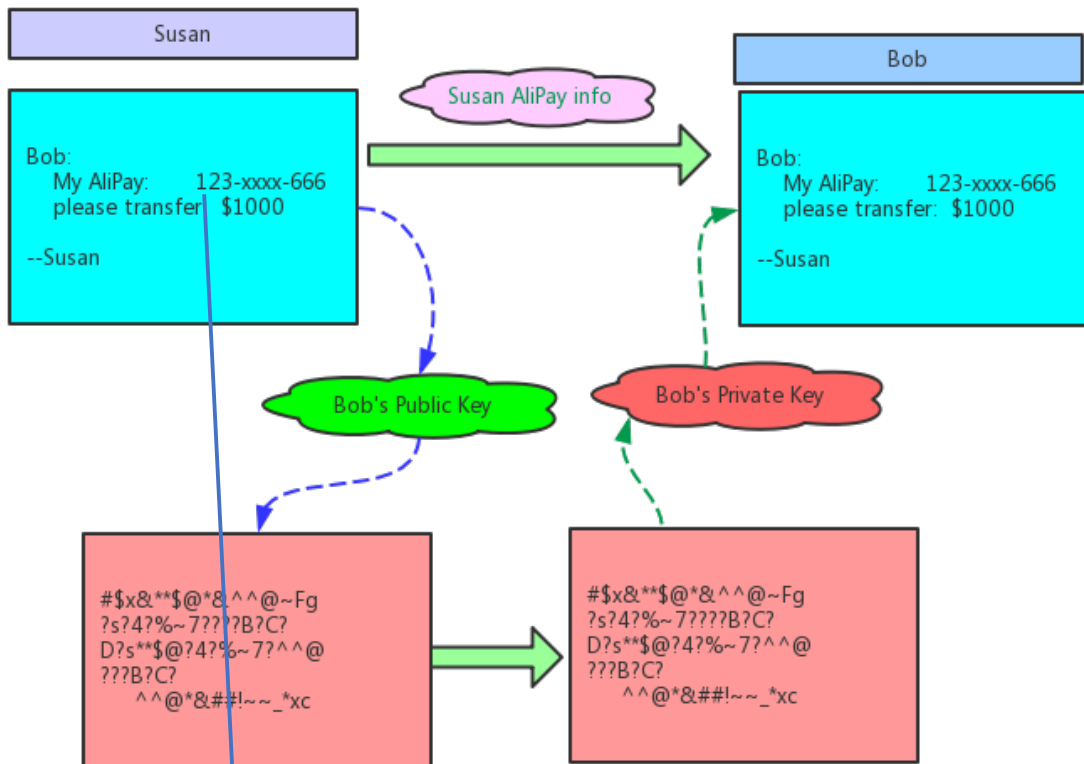 Susan
Bob
Susan AliPay info
Bob:
My AliPay: 123-xxxx-666
please transfer: $1000
--Susan
Bob:
My AliPay: 123-xxxx-666
please transfer: $1000
--Susan
Bob's Public Key
Bob's Private Key
#$x&**$@*&^^@~Fg
?s?4?%~7????B?C?
D?s**$@?4?%~7?^^@
???B?C?
^^@*&##!~~_*xc
#$x&**$@*&^^@~Fg
?s?4?%~7????B?C?
D?s**$@?4?%~7?^^@
???B?C?
^^@*&##!~~_*xc